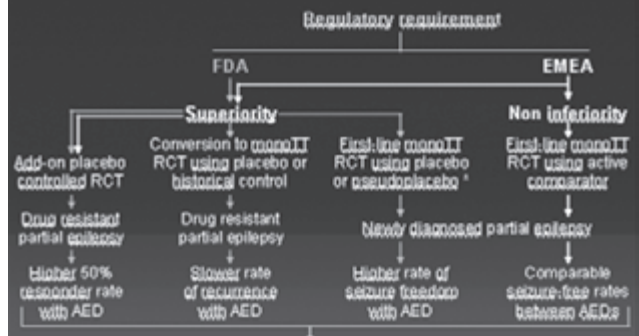 Regulatory requirement
FDA
EMEA
Superiority
Non inferiority
Add-on placebo
controlled RCT
Conversion to monoTT
RCT using placebo or
historical control
First-line monoTT
RCT using placebo
or pseudoplacebo
First-line monoTT
RCT using active
comparator
Drug resistant
partial epilepsy
Drug resistant
partial epilepsy
Newly diagnosed partial epilepsy
Higher 50%
responder rate
with AED
Slower rate
of recurrence
with AED
Higher rate of
seizure freedom
with AED
Comparable
seizure-free rates
between AEDs